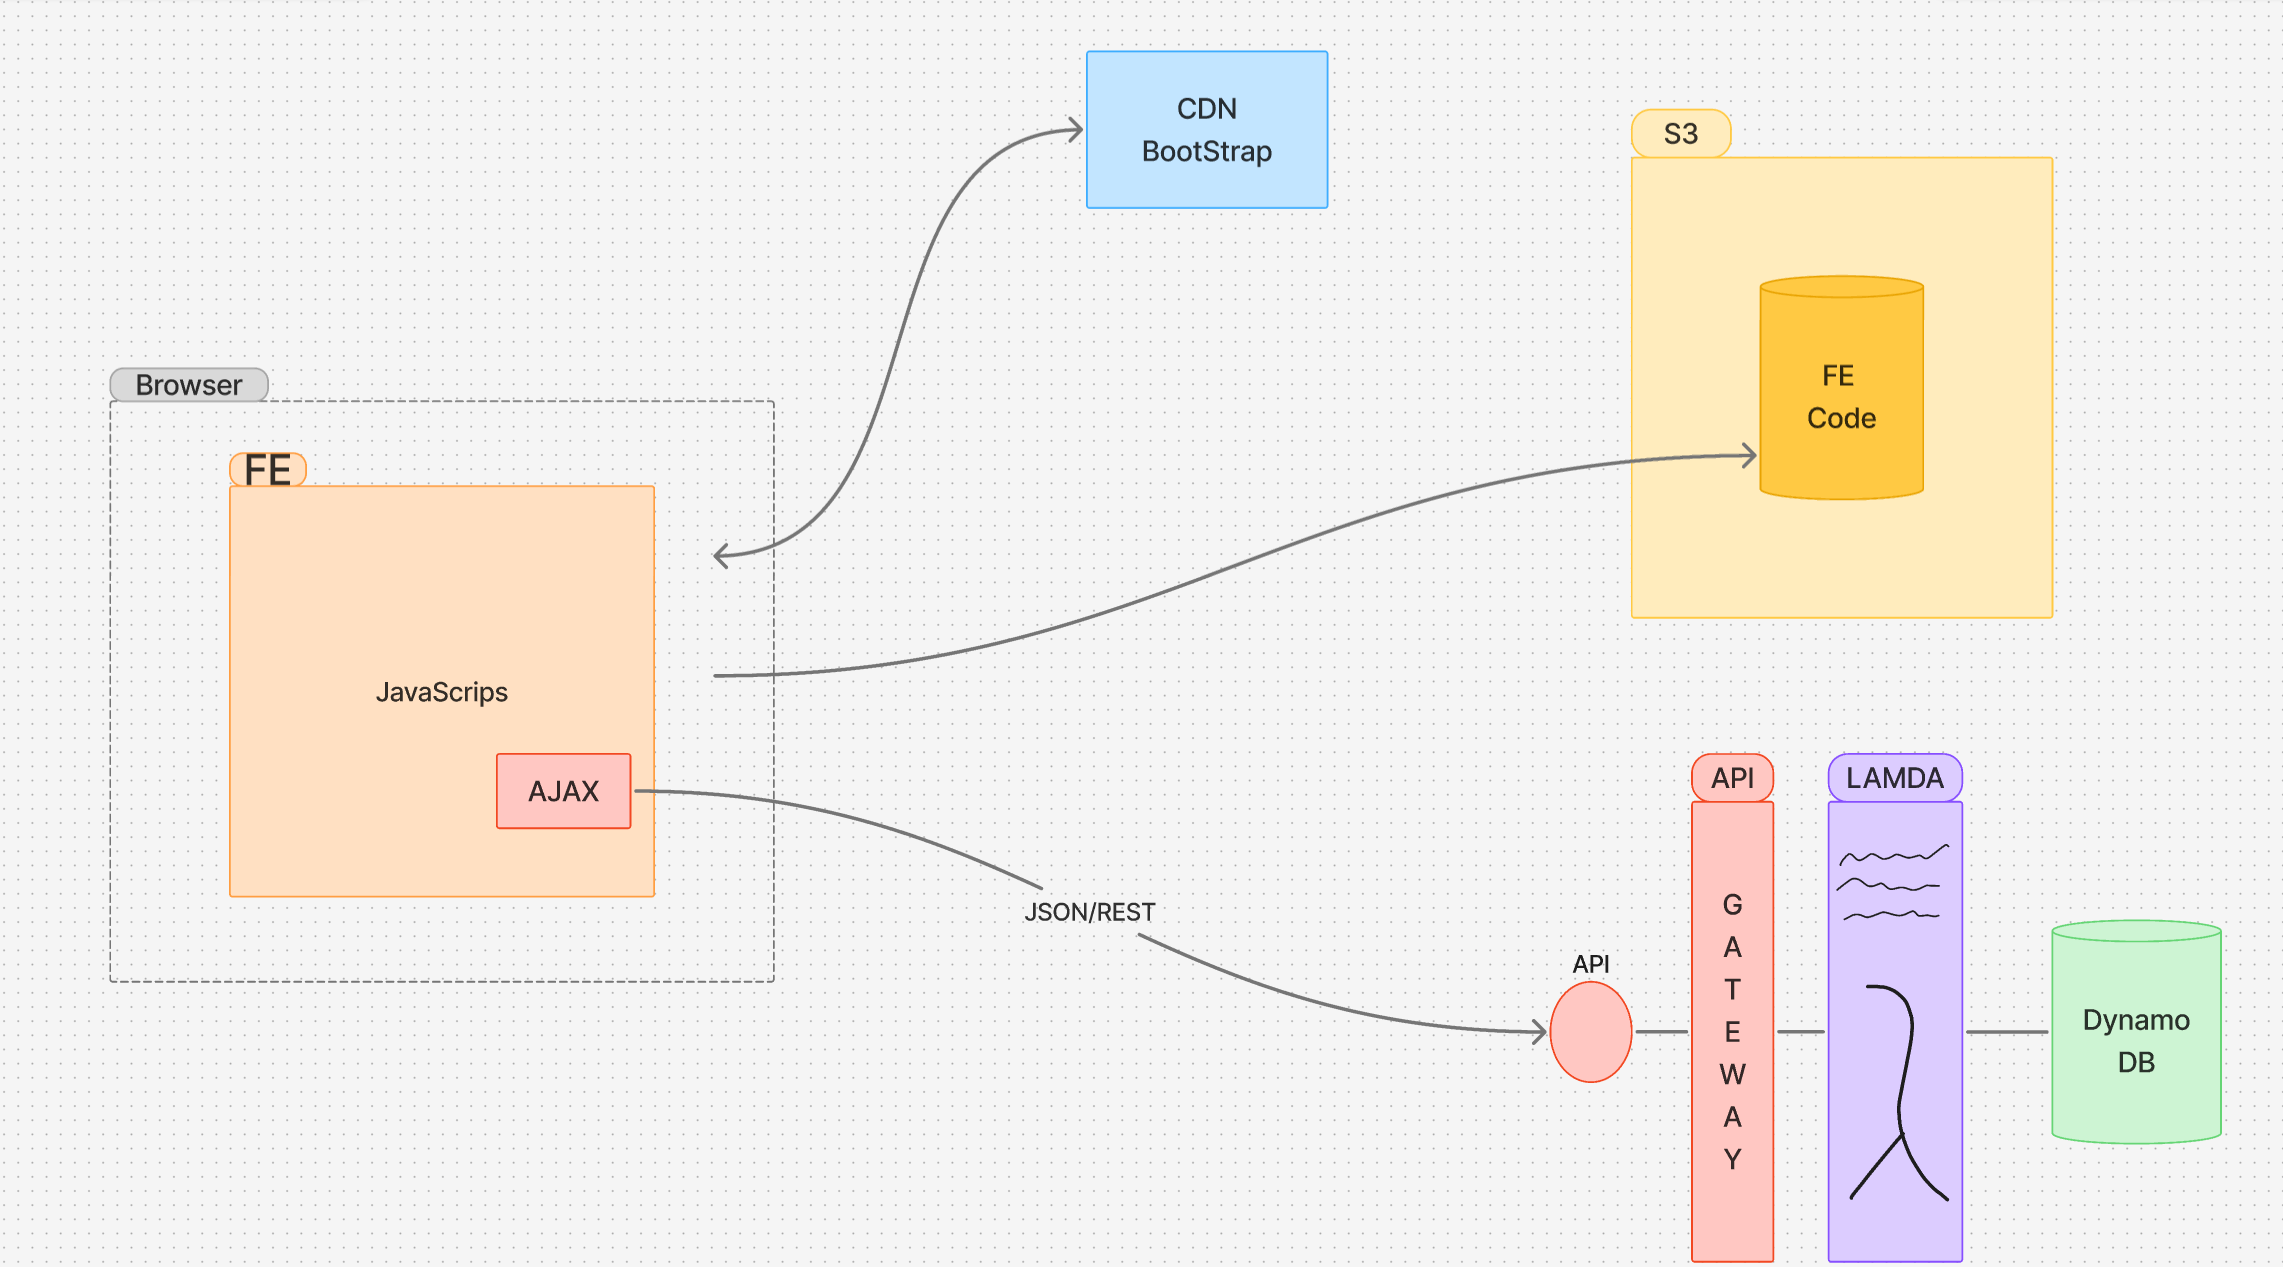 CDN
BootStrap
S3
FE
Code
Browser
FE
JavaScrips
AJAX
JSON/REST
API
API
G
A
T
E
W
A
Y
LAMDA
Dynamo
DB